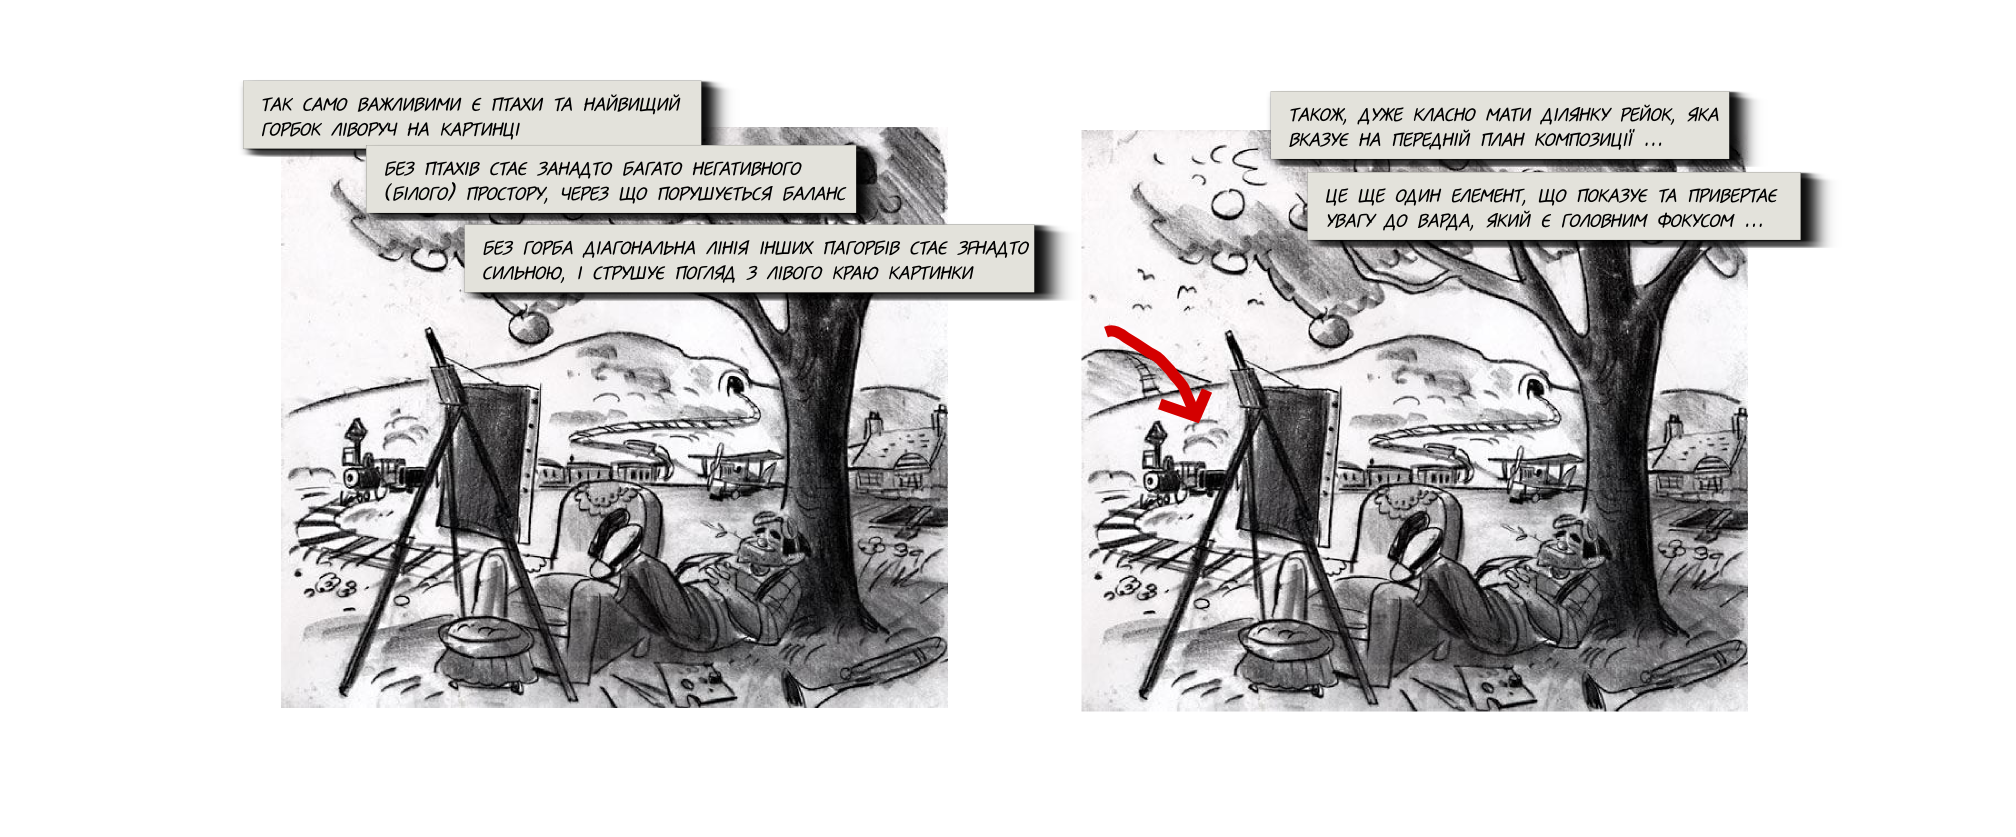 ТАК САМО ВАЖЛИВИМИ Є ПТАХИ ТА НАЙВИЩИЙ
ГОРБОК ЛІВОРУЧ НА КАРТИНЦІ
БЕЗ ПТАХІВ СТАЄ ЗАНАДТО БАГАТО НЕГАТИВНОГО
(БІЛОГО) ПРОСТОРУ, ЧЕРЕЗ ЩО ПОРУШУЄТЬСЯ БАЛАНС
БЕЗ ГОРБА ДІАГОНАЛЬНА ЛІНІЯ ІНШИХ ПАГОРБІВ СТАЄ ЗАНАДТО
СИЛЬНОЮ, І СТРУШУЄ ПОГЛЯД З ЛІВОГО КРАЮ КАРТИНКИ
ТАКОЖ, ДУЖЕ КЛАСНО МАТИ ДІЛЯНКУ РЕЙОК, ЯКА
ВКАЗУЄ НА ПЕРЕДНІЙ ПЛАН КОМПОЗИЦІЇ ...
ЦЕ ЩЕ ОДИН ЕЛЕМЕНТ, ЩО ПОКАЗУЄ ТА ПРИВЕРТАЄ
УВАГУ ДО ВАРДА, ЯКИЙ Є ГОЛОВНИМ ФОКУСОМ ...